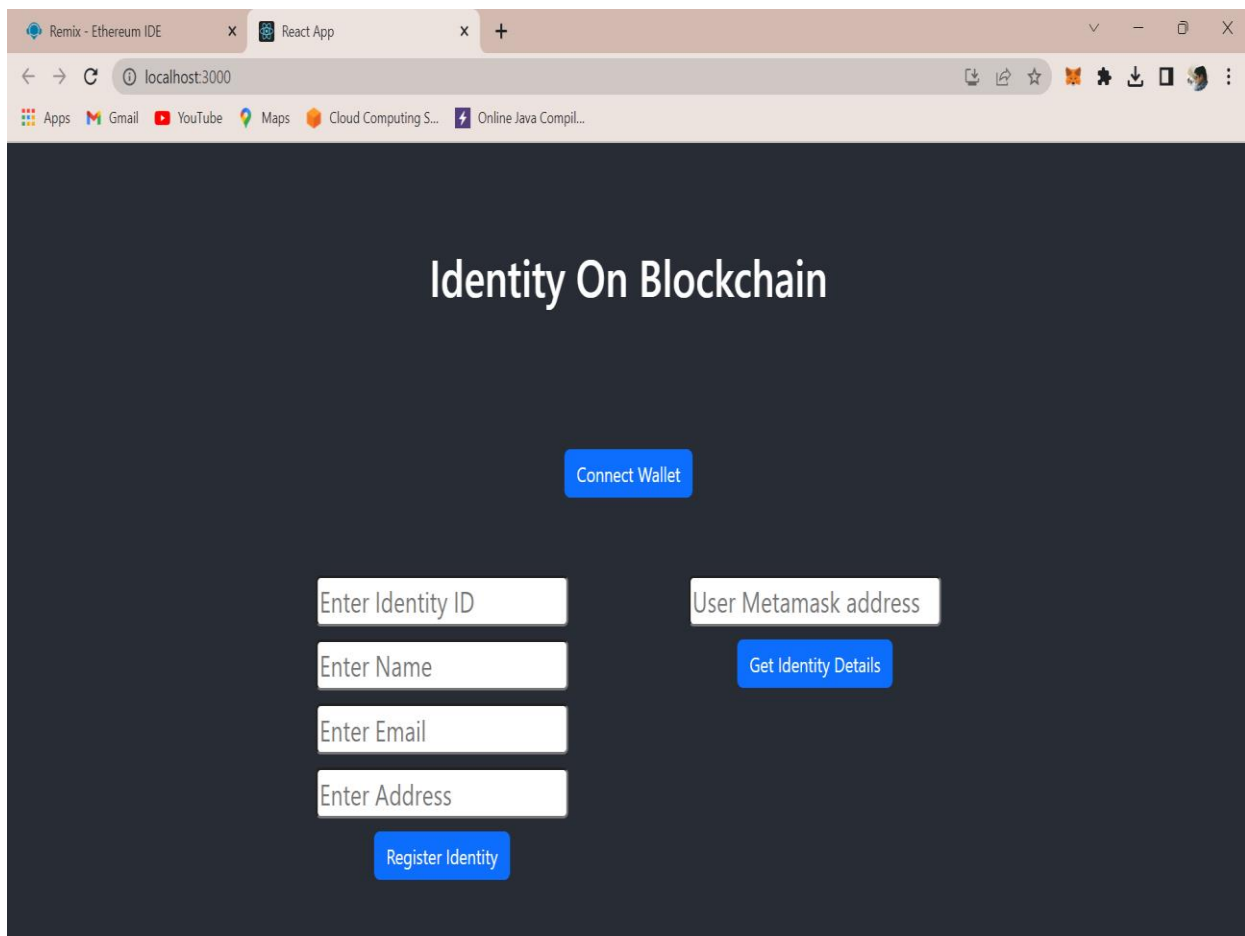 Remix - Ethereum IDE
React App
localhost:3000
Apps Gmail YouTube Maps Cloud Computing S... Online Java Compil...
Identity On Blockchain
Connect Wallet
Enter Identity ID
Enter Name
Enter Email
Enter Address
Register Identity
User Metamask address
Get Identity Details